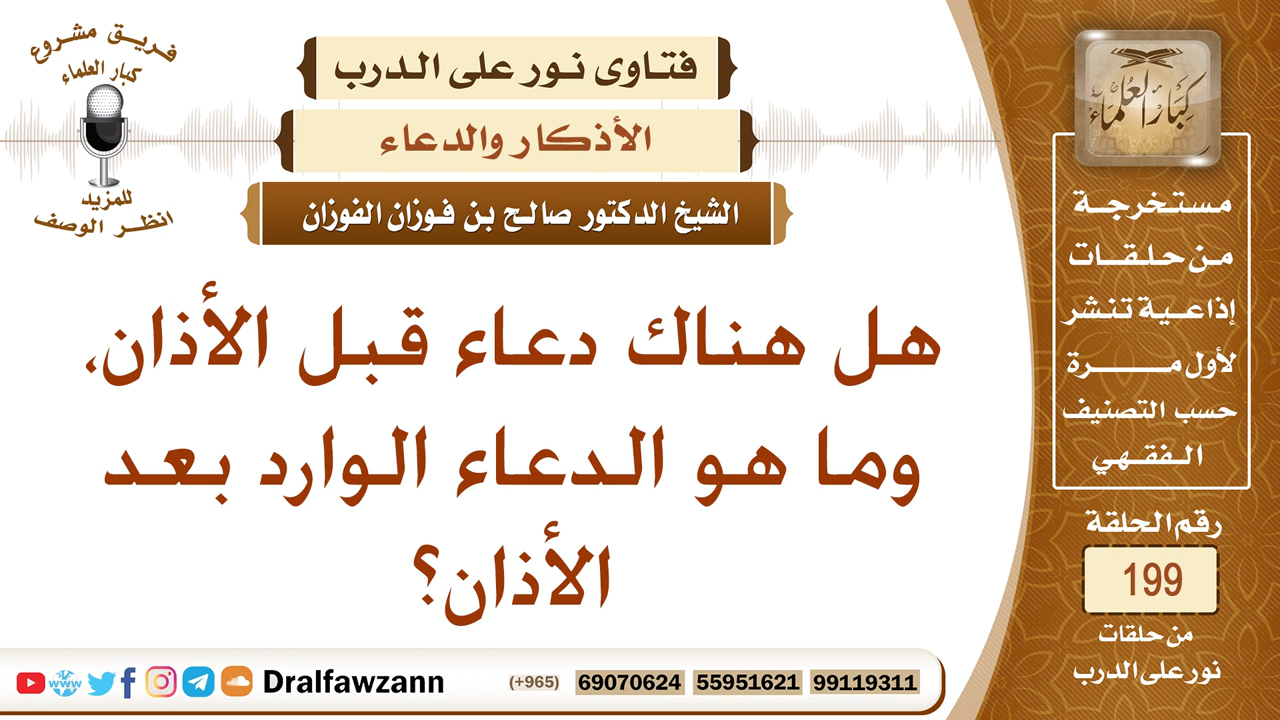 فريق مشروع
كبار العلماء
للمزيد
انظر الوصف
فتاوى نور على الدرب
الأذكار والدعاء
الشيخ الدكتور صالح بن فوزان الفوزان
هل هناك دعاء قبل الأذان،
وما هو الدعاء الوارد بعد
الأذان؟
كبار العلماء
مستخرجة
من حلقات
إذاعية تنشر
لأول مرة
حسب التصنيف
الفقهي
رقم الحلقة
199
من حلقات
نور على الدرب
www
Dralfawzann (+965) 69070624 55951621 99119311